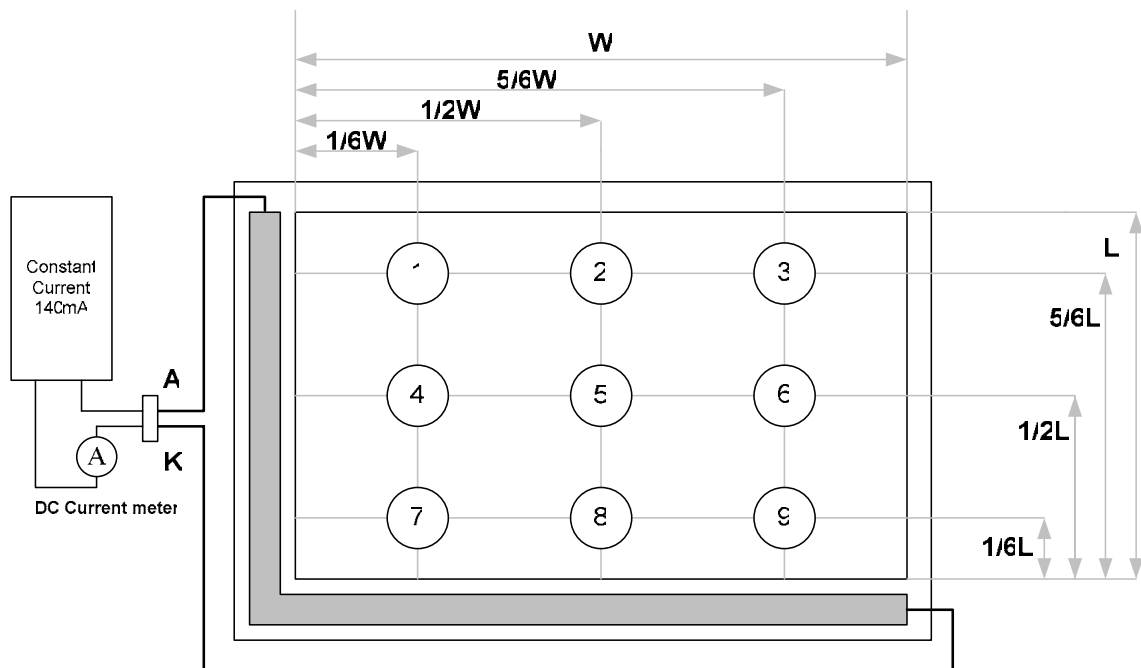 W
5/6W
1/2W
1/6W
Constant
Current
140mA
A
K
A
DC Current meter
1
2
3
4
5
6
7
8
9
L
5/6L
1/2L
1/6L